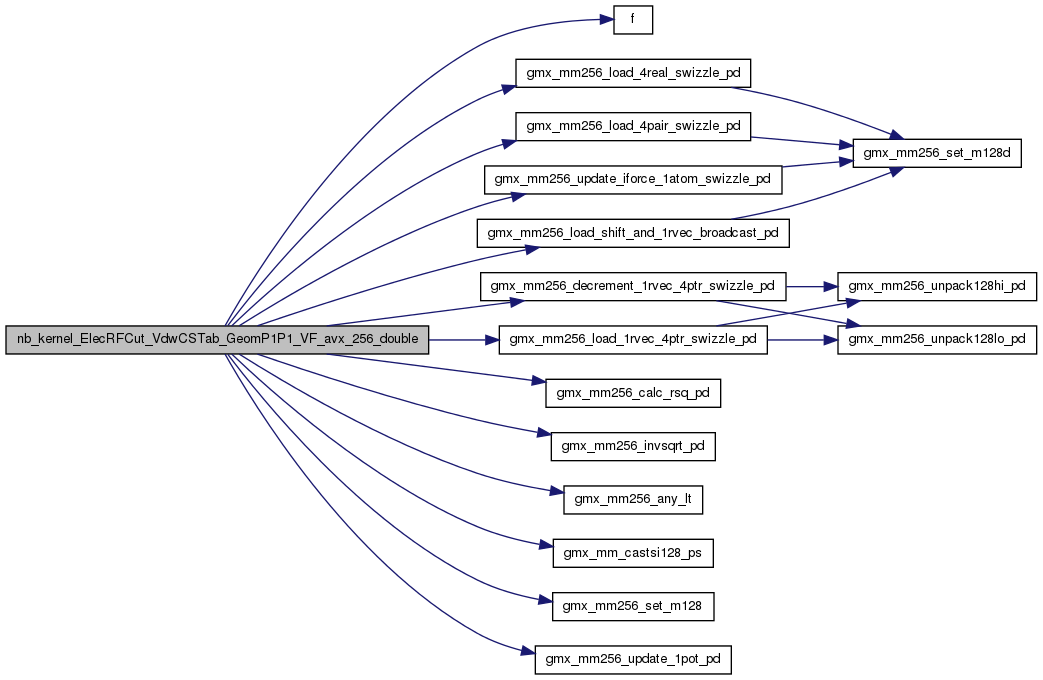 f
gmx_mm256_load_4real_swizzle_pd
gmx_mm256_load_4pair_swizzle_pd
gmx_mm256_set_m128d
gmx_mm256_update_iforce_1atom_swizzle_pd
gmx_mm256_load_shift_and_1rvec_broadcast_pd
gmx_mm256_decrement_1rvec_4ptr_swizzle_pd
gmx_mm256_unpack128hi_pd
nb_kernel_ElecRFCut_VdwCSTab_GeomP1P1_VF_avx_256_double
gmx_mm256_load_1rvec_4ptr_swizzle_pd
gmx_mm256_unpack128lo_pd
gmx_mm256_calc_rsq_pd
gmx_mm256_invsqrt_pd
gmx_mm256_any_lt
gmx_mm_castsi128_ps
gmx_mm256_set_m128
gmx_mm256_update_1pot_pd